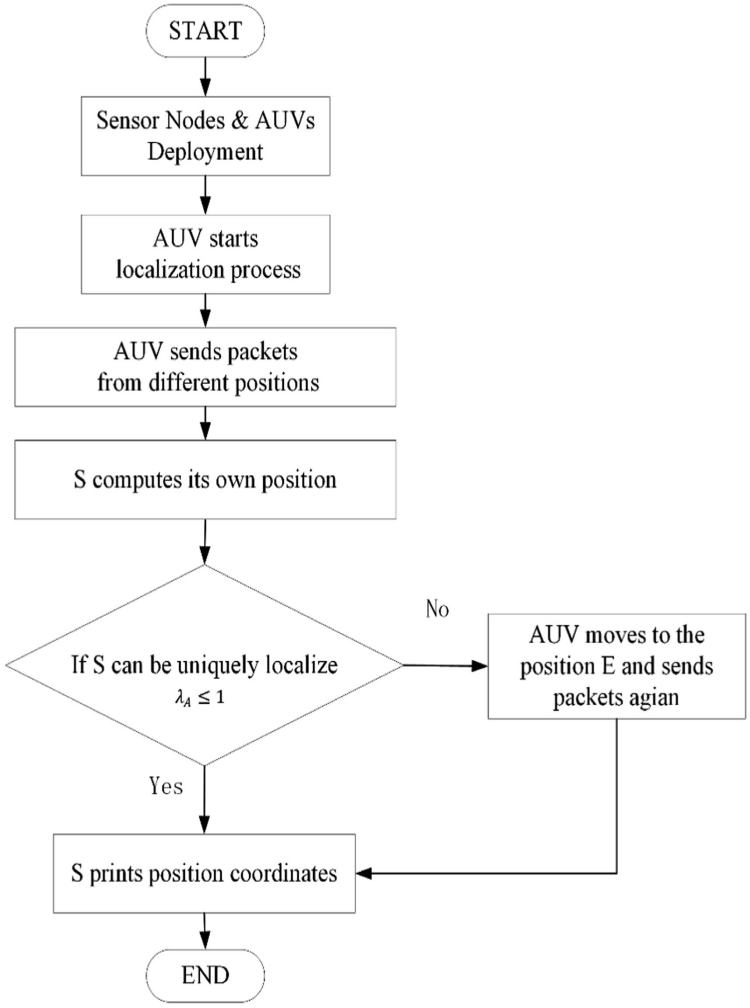 START
Sensor Nodes & AUVs
Deployment
AUV starts
localization process
AUV sends packets
from different positions
S computes its own position
If S can be uniquely localize
λ_A ≤ 1
No
AUV moves to the
position E and sends
packets agian
Yes
S prints position coordinates
END